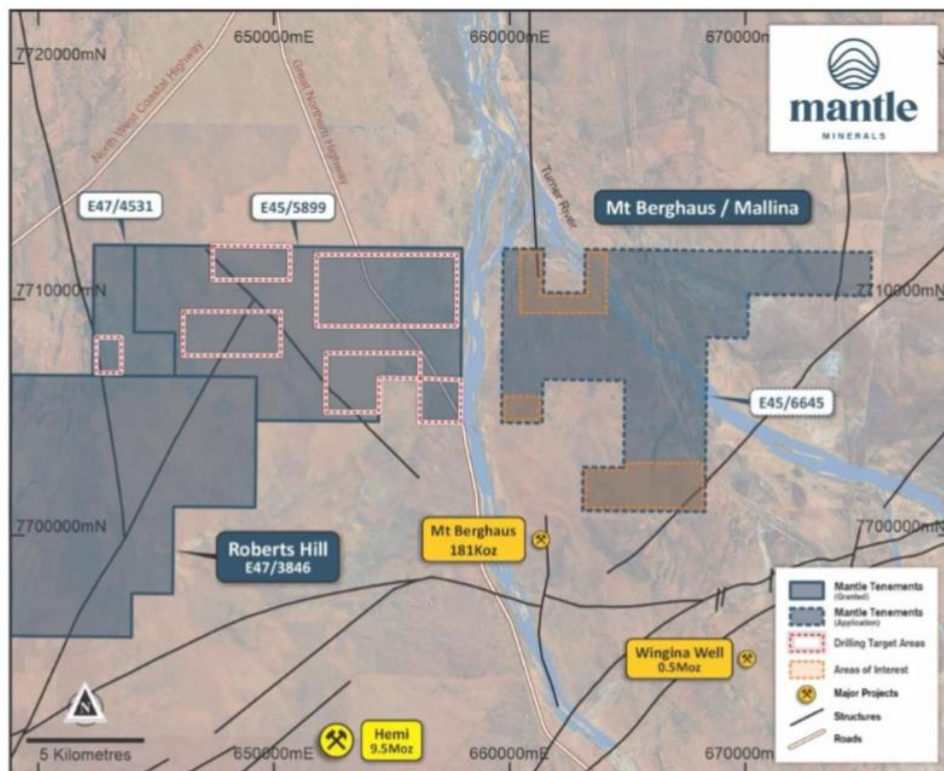 650000mE
660000mE
670000mE
7720000mN
mantle
MINERALS
North West Coastal Highway
Great Northern Highway
Turner River
E47/4531
E45/5899
Mt Berghaus / Mallina
7710000mN
7710000mN
E45/6645
7700000mN
7700000mN
Mt Berghaus
181Koz
Roberts Hill
E47/3846
Wingina Well
0.5Moz
Mantle Tenements
(Granted)
Mantle Tenements
(Application)
Drilling Target Areas
Areas of Interest
Major Projects
Structures
Roads
N
5 Kilometres
Hemi
9.5Moz
650000mE
660000mE
670000mE